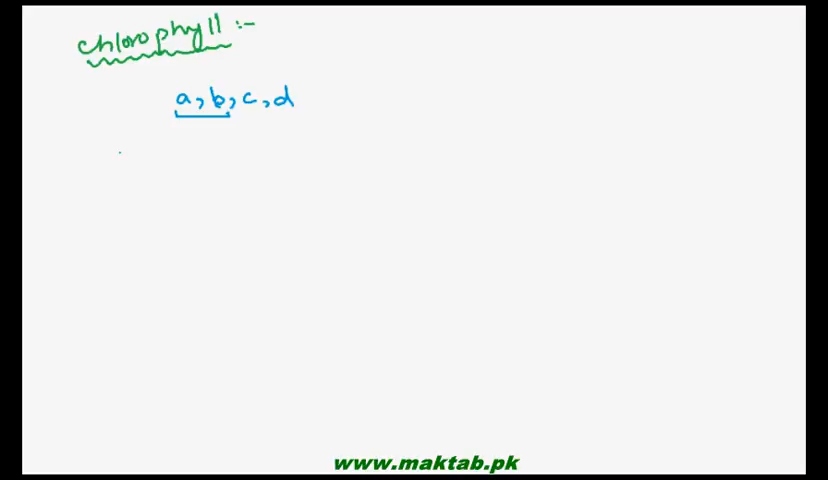 chlorophyll :-
a, b, c, d
www.maktab.pk